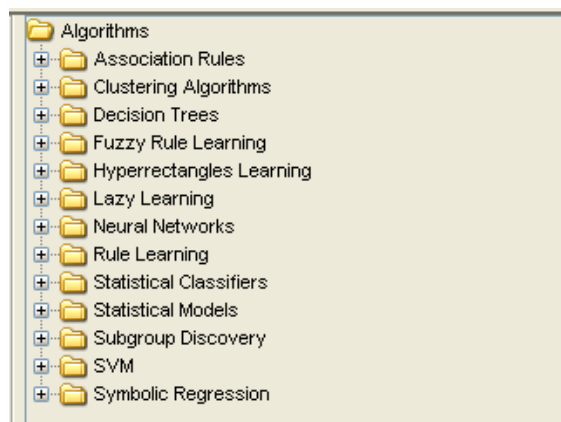 Algorithms
Association Rules
Clustering Algorithms
Decision Trees
Fuzzy Rule Learning
Hyperrectangles Learning
Lazy Learning
Neural Networks
Rule Learning
Statistical Classifiers
Statistical Models
Subgroup Discovery
SVM
Symbolic Regression